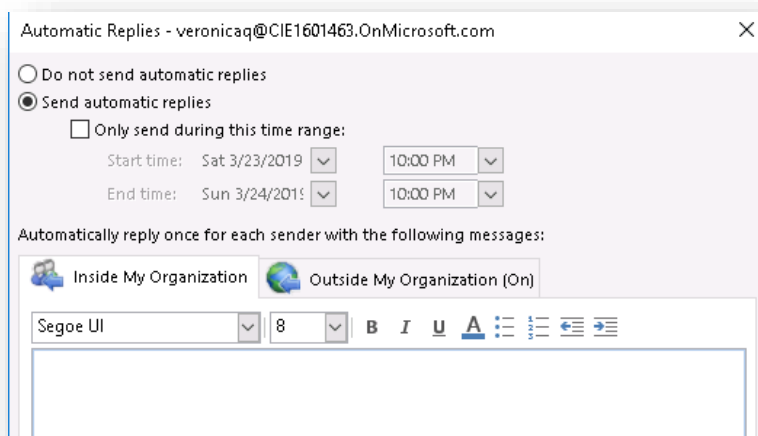 Automatic Replies - veronicaq@CIE1601463.OnMicrosoft.com
Do not send automatic replies
Send automatic replies
Only send during this time range:
Start time: Sat 3/23/2019 10:00 PM
End time: Sun 3/24/2019 10:00 PM
Automatically reply once for each sender with the following messages:
Inside My Organization Outside My Organization (On)
Segoe UI 8 B I U A